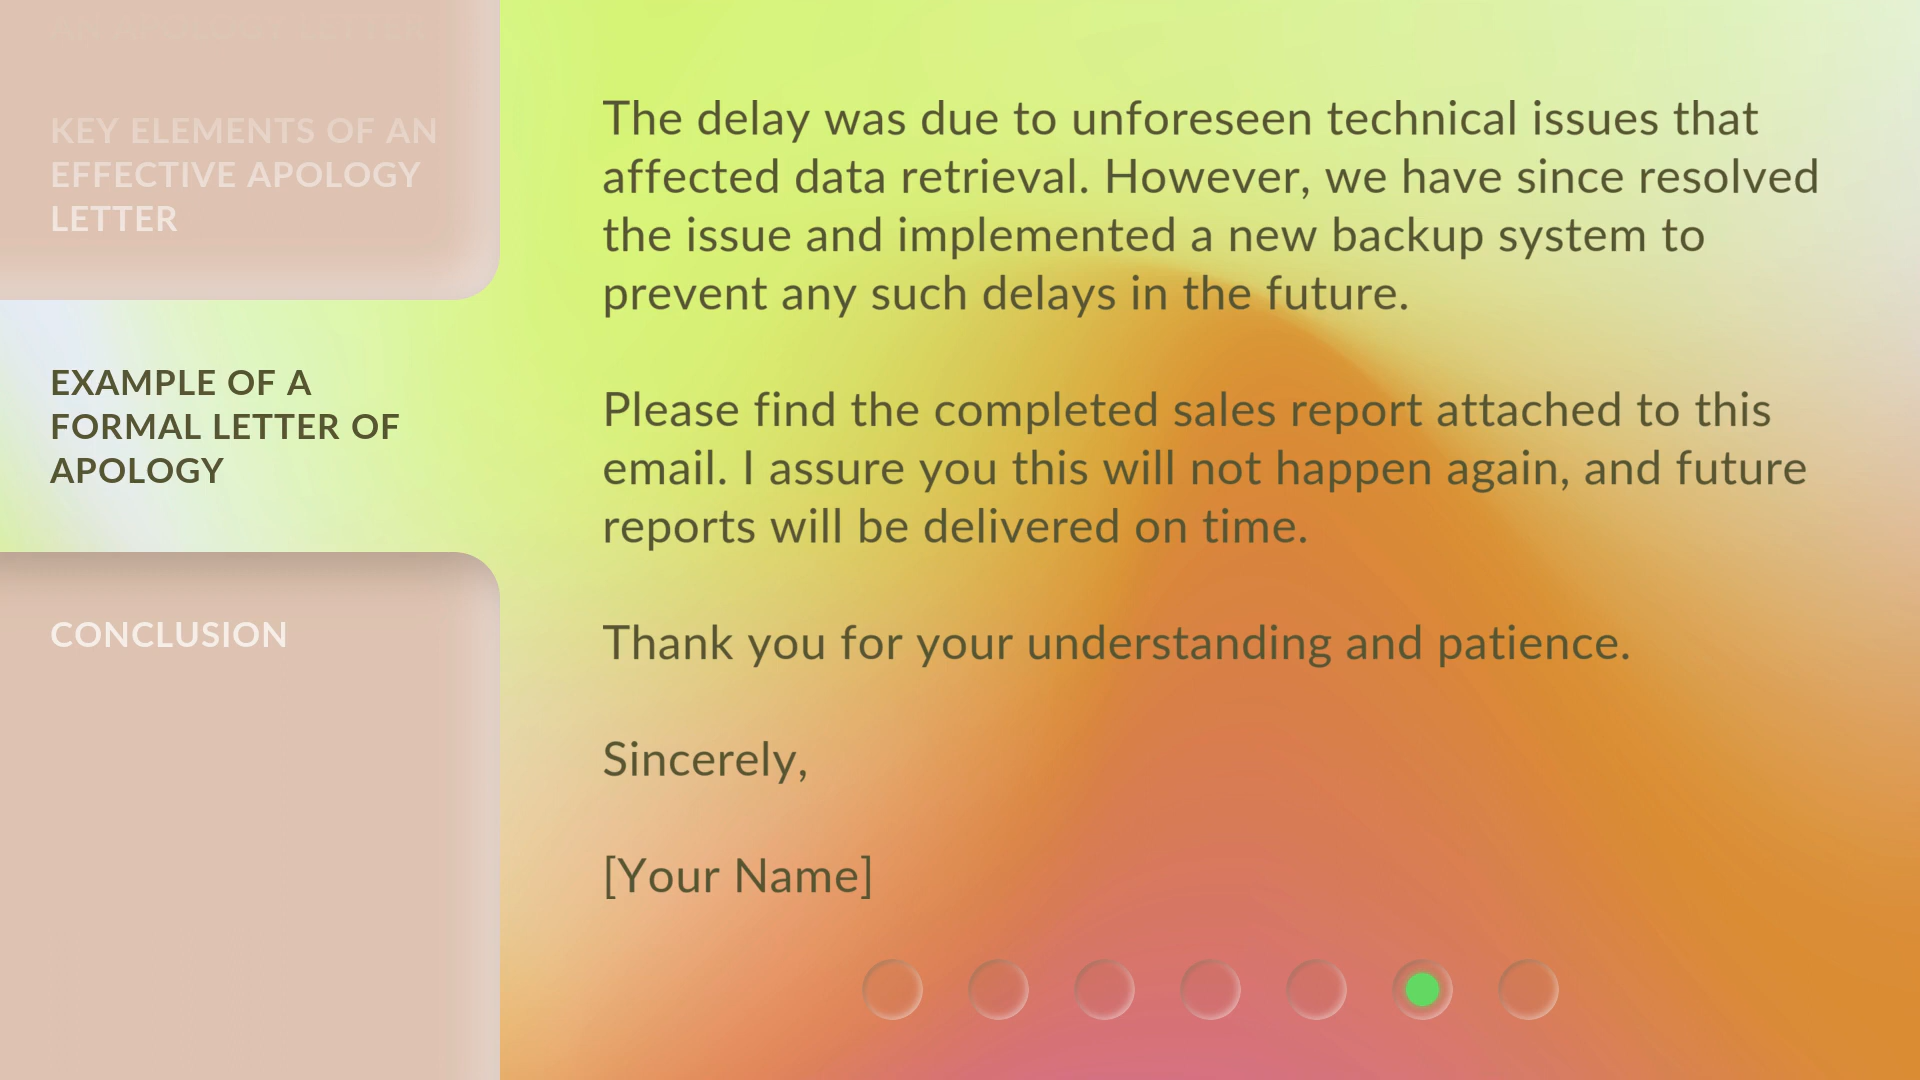 KEY ELEMENTS OF AN
EFFECTIVE APOLOGY
LETTER
EXAMPLE OF A
FORMAL LETTER OF
APOLOGY
CONCLUSION
The delay was due to unforeseen technical issues that
affected data retrieval. However, we have since resolved
the issue and implemented a new backup system to
prevent any such delays in the future.
Please find the completed sales report attached to this
email. I assure you this will not happen again, and future
reports will be delivered on time.
Thank you for your understanding and patience.
Sincerely,
[Your Name]